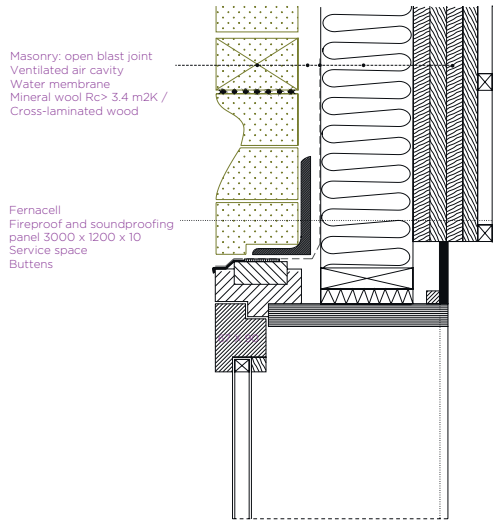 Masonry: open blast joint
Ventilated air cavity
Water membrane
Mineral wool Rc> 3.4 m2K /
Cross-laminated wood
Fernacell
Fireproof and soundproofing
panel 3000 x 1200 x 10
Service space
Buttens